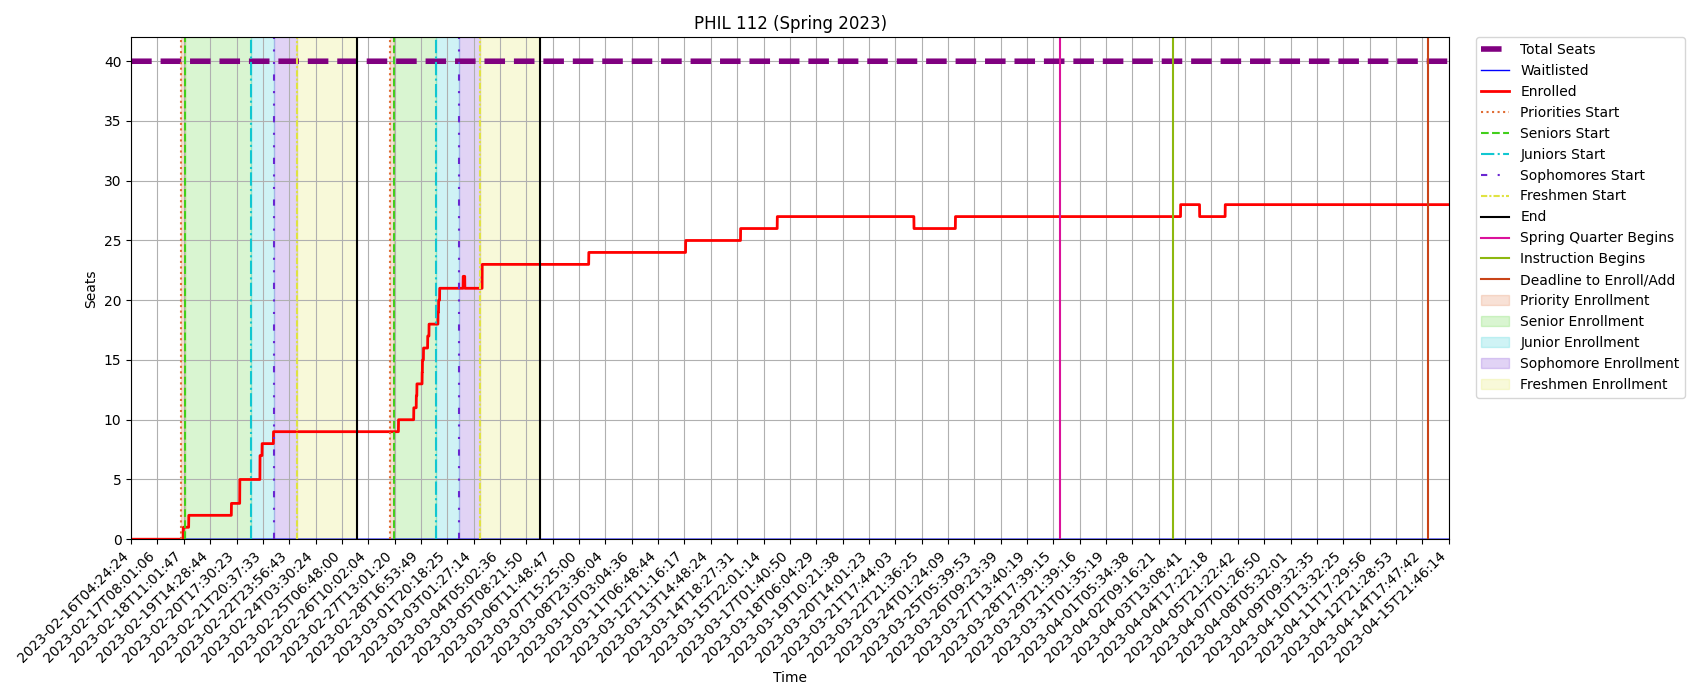 PHIL 112 (Spring 2023)
Seats
40
35
30
25
20
15
10
5
0
2023-02-16T04:24:24
2023-02-17T08:01:06
2023-02-18T11:01:47
2023-02-19T14:28:44
2023-02-20T17:30:23
2023-02-21T20:37:33
2023-02-22T23:56:43
2023-02-24T03:30:24
2023-02-25T06:48:00
2023-02-26T10:02:04
2023-02-27T13:01:20
2023-02-28T16:53:49
2023-03-01T20:18:25
2023-03-03T01:27:14
2023-03-04T05:02:36
2023-03-05T08:21:50
2023-03-06T11:48:47
2023-03-07T15:25:00
2023-03-08T23:36:04
2023-03-10T03:04:36
2023-03-11T06:48:44
2023-03-12T11:16:17
2023-03-13T14:48:24
2023-03-14T18:27:31
2023-03-15T22:01:14
2023-03-17T01:40:50
2023-03-18T06:04:29
2023-03-19T10:21:38
2023-03-20T14:01:23
2023-03-21T17:44:03
2023-03-22T21:36:25
2023-03-24T01:24:09
2023-03-25T05:39:53
2023-03-26T09:23:39
2023-03-27T13:40:19
2023-03-28T17:39:15
2023-03-29T21:39:16
2023-03-31T01:35:19
2023-04-01T05:34:38
2023-04-02T09:16:21
2023-04-03T13:08:41
2023-04-04T17:22:18
2023-04-05T21:22:42
2023-04-07T01:26:50
2023-04-08T05:32:01
2023-04-09T09:32:35
2023-04-10T13:32:25
2023-04-11T17:29:56
2023-04-12T21:28:53
2023-04-14T17:47:42
2023-04-15T21:46:14
Time
Total Seats
Waitlisted
Enrolled
Priorities Start
Seniors Start
Juniors Start
Sophomores Start
Freshmen Start
End
Spring Quarter Begins
Instruction Begins
Deadline to Enroll/Add
Priority Enrollment
Senior Enrollment
Junior Enrollment
Sophomore Enrollment
Freshmen Enrollment